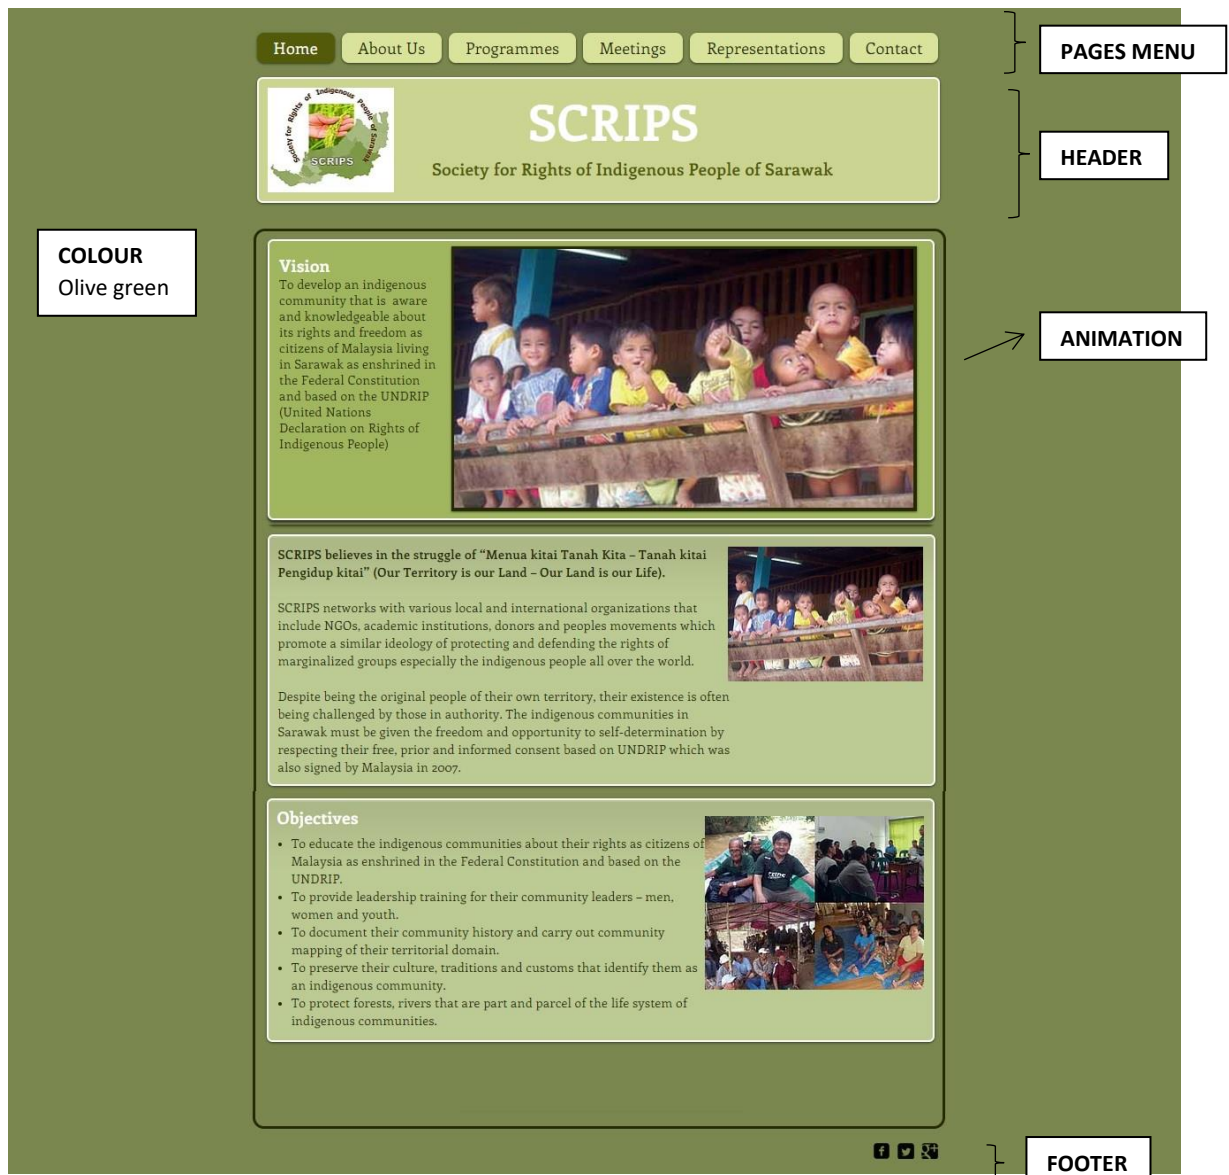 Home About Us Programmes Meetings Representations Contact
PAGES MENU
Society for Rights of Indigenous People of Sarawak
SCRIPS
SCRIPS
Society for Rights of Indigenous People of Sarawak
HEADER
COLOUR
Olive green
Vision
To develop an indigenous
community that is aware
and knowledgeable about
its rights and freedom as
citizens of Malaysia living
in Sarawak as enshrined in
the Federal Constitution
and based on the UNDRIP
(United Nations
Declaration on Rights of
Indigenous People)
ANIMATION
SCRIPS believes in the struggle of “Menua kitai Tanah Kita – Tanah kitai
Pengidup kitai” (Our Territory is our Land – Our Land is our Life).
SCRIPS networks with various local and international organizations that
include NGOs, academic institutions, donors and peoples movements which
promote a similar ideology of protecting and defending the rights of
marginalized groups especially the indigenous people all over the world.
Despite being the original people of their own territory, their existence is often
being challenged by those in authority. The indigenous communities in
Sarawak must be given the freedom and opportunity to self-determination by
respecting their free, prior and informed consent based on UNDRIP which was
also signed by Malaysia in 2007.
Objectives
• To educate the indigenous communities about their rights as citizens of
Malaysia as enshrined in the Federal Constitution and based on the
UNDRIP.
• To provide leadership training for their community leaders – men,
women and youth.
• To document their community history and carry out community
mapping of their territorial domain.
• To preserve their culture, traditions and customs that identify them as
an indigenous community.
• To protect forests, rivers that are part and parcel of the life system of
indigenous communities.
FOOTER